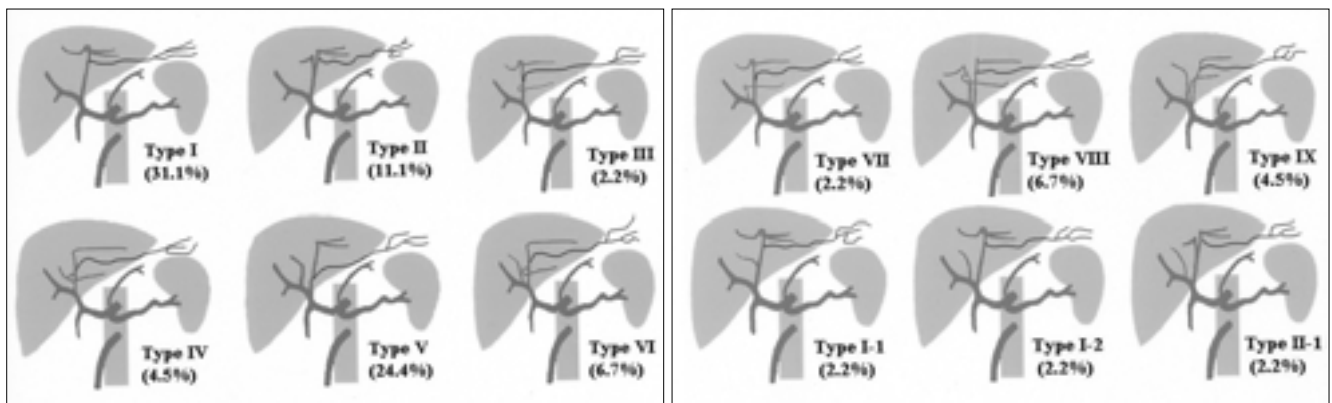 Type I
(31.1%)
Type II
(11.1%)
Type III
(2.2%)
Type IV
(4.5%)
Type V
(24.4%)
Type VI
(6.7%)
Type VII
(2.2%)
Type VIII
(6.7%)
Type IX
(4.5%)
Type I-1
(2.2%)
Type I-2
(2.2%)
Type II-1
(2.2%)